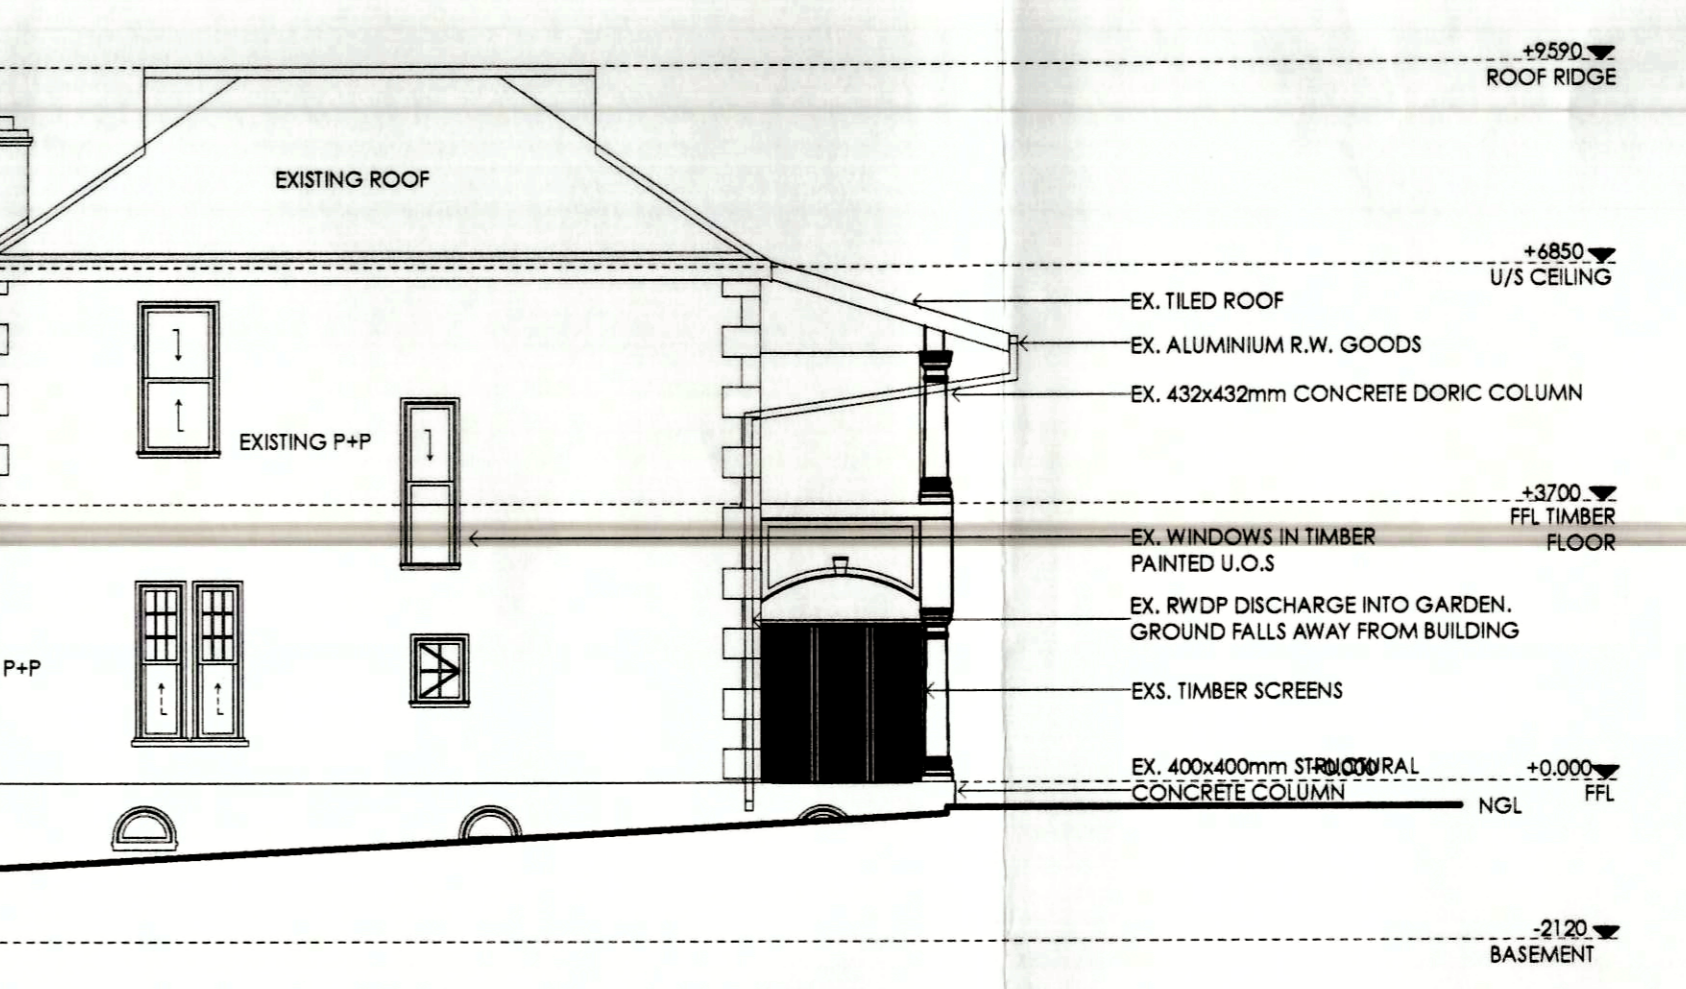 +9590
ROOF RIDGE
EXISTING ROOF
+6850
U/S CEILING
EX. TILED ROOF
EX. ALUMINIUM R.W. GOODS
EX. 432x432mm CONCRETE DORIC COLUMN
EXISTING P+P
+3700
FFL TIMBER
FLOOR
EX. WINDOWS IN TIMBER
PAINTED U.O.S
EX. RWDP DISCHARGE INTO GARDEN.
GROUND FALLS AWAY FROM BUILDING
P+P
EXS. TIMBER SCREENS
EX. 400x400mm STRUCTURAL
CONCRETE COLUMN
+0.000
+0.000
FFL
NGL
-2120
BASEMENT